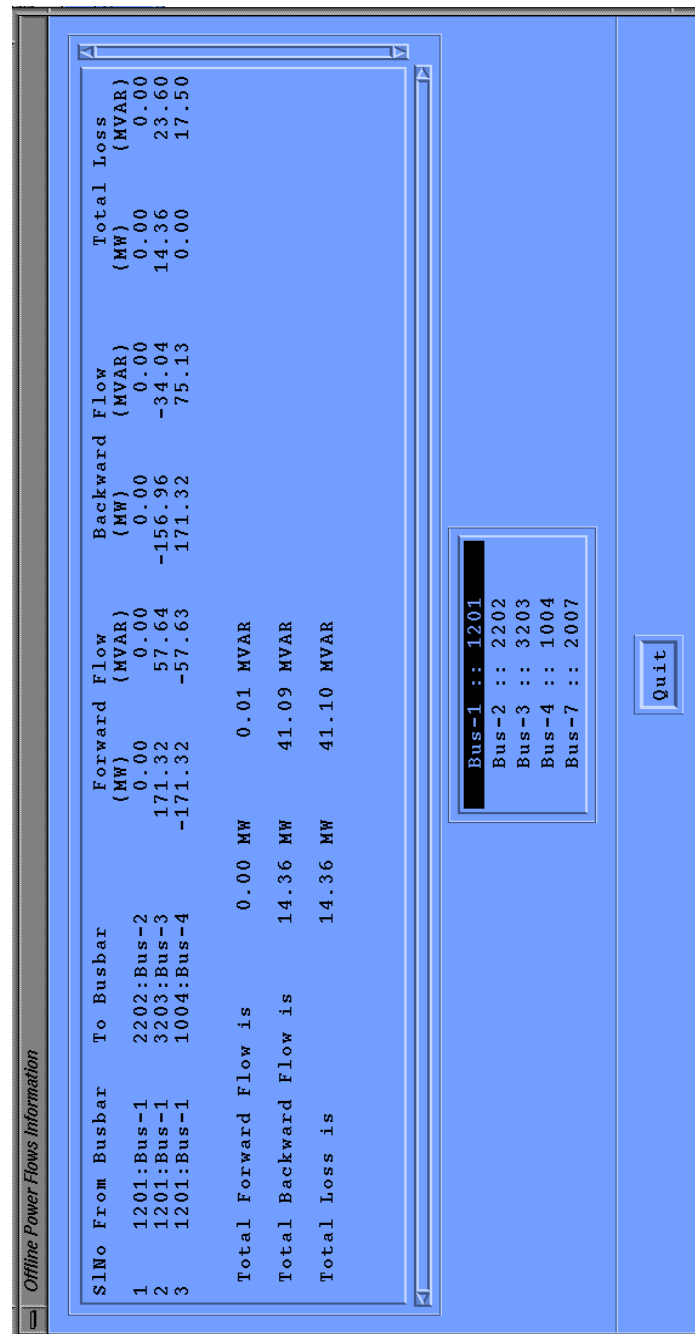 Offline Power Flows Information
SlNo From Busbar To Busbar Forward Flow Backward Flow Total Loss
(MW) (MVAR) (MW) (MVAR) (MW) (MVAR)
1 1201:Bus-1 2202:Bus-2 0.00 0.00 0.00 0.00 0.00 0.00
2 1201:Bus-1 3203:Bus-3 171.32 57.64 -156.96 -34.04 14.36 23.60
3 1201:Bus-1 1004:Bus-4 -171.32 -57.63 171.32 75.13 0.00 17.50
Total Forward Flow is 0.00 MW 0.01 MVAR
Total Backward Flow is 14.36 MW 41.09 MVAR
Total Loss is 14.36 MW 41.10 MVAR
Bus-1 :: 1201
Bus-2 :: 2202
Bus-3 :: 3203
Bus-4 :: 1004
Bus-7 :: 2007
Quit